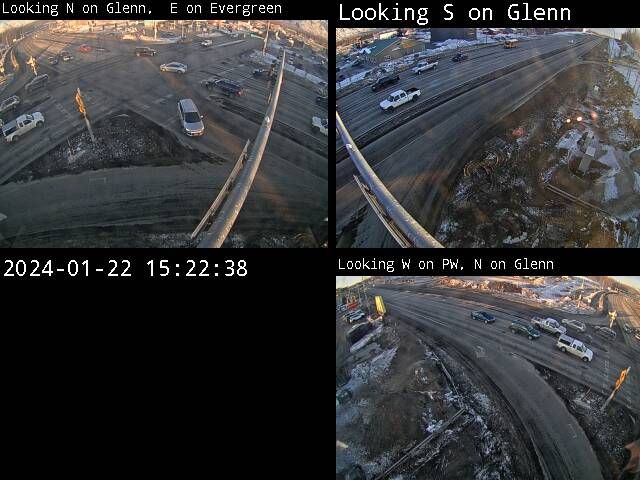 Looking N on Glenn,  E on Evergreen
Looking S on Glenn
2024-01-22 15:22:38
Looking W on PW, N on Glenn